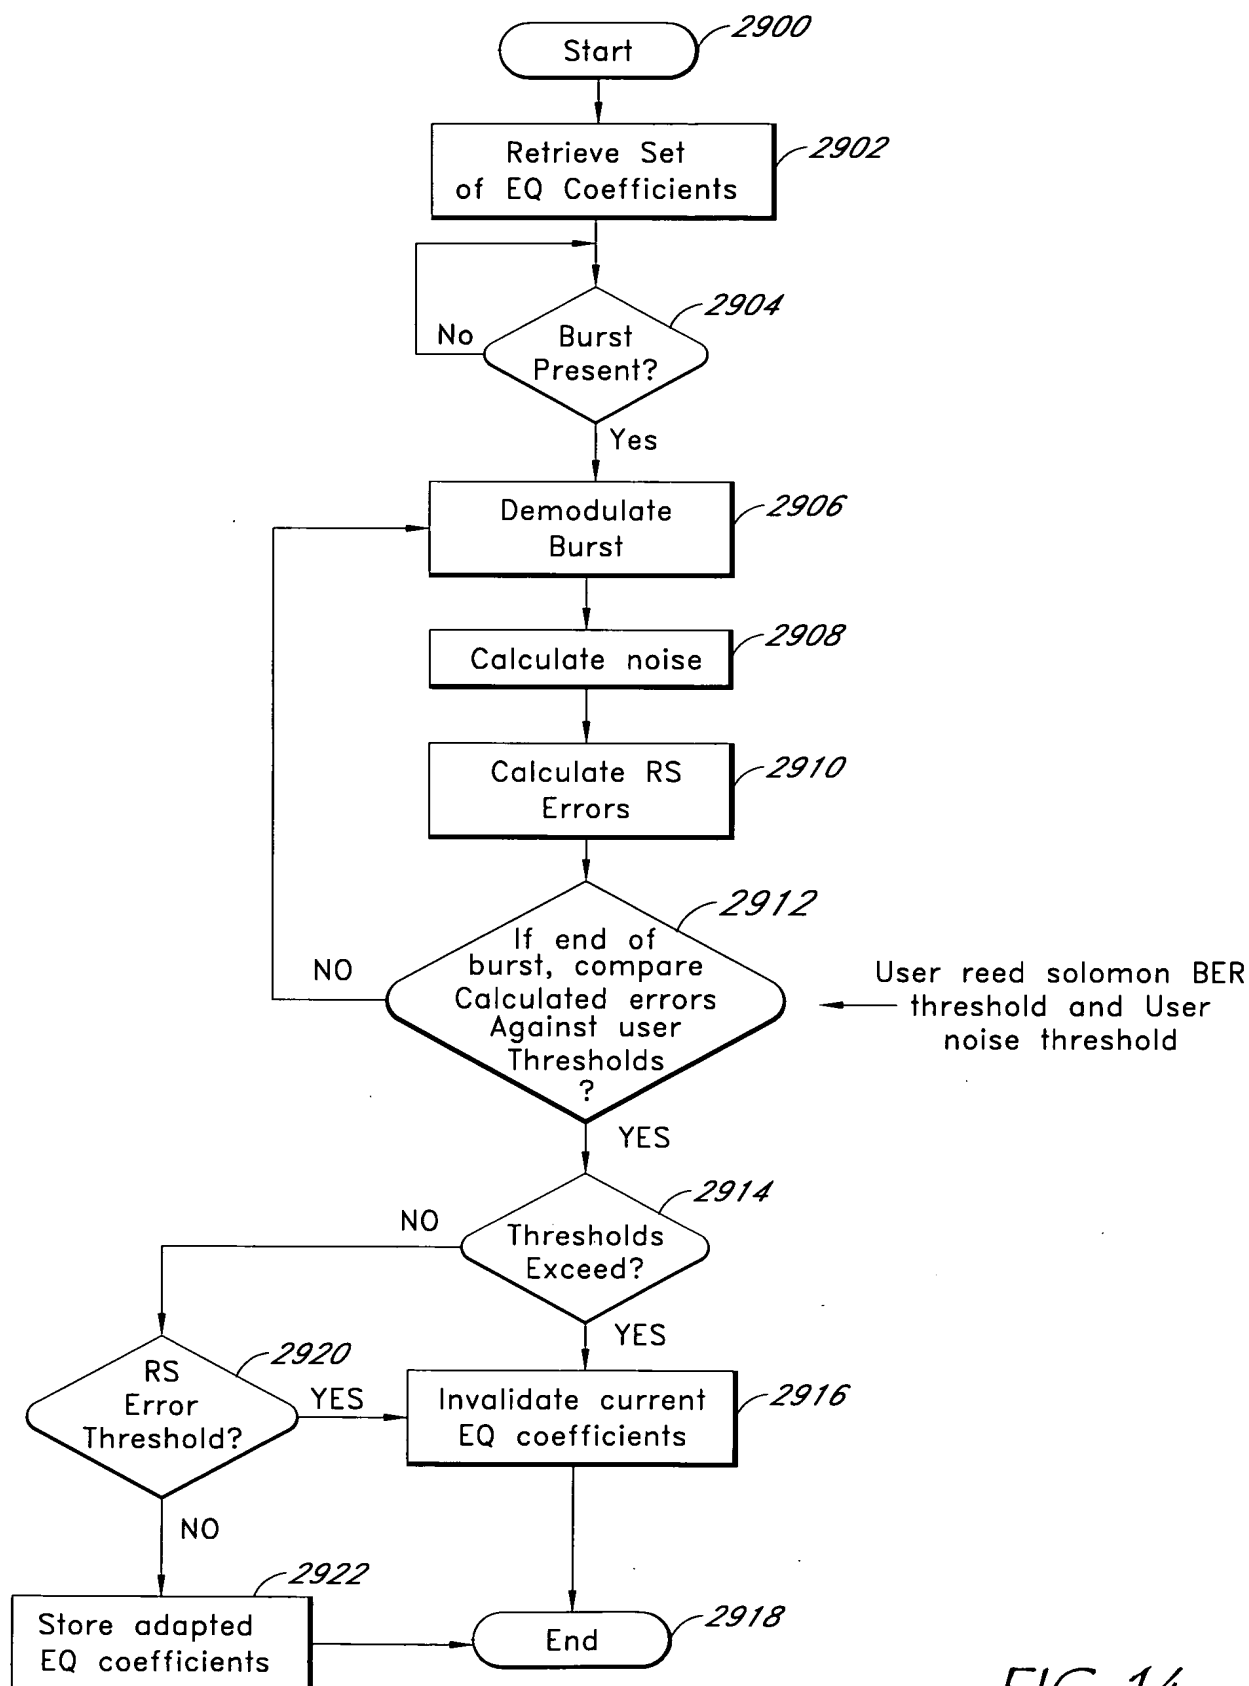 Start
2900
Retrieve Set
of EQ Coefficients
2902
Burst
Present?
2904
No
Yes
Demodulate
Burst
2906
Calculate noise
2908
Calculate RS
Errors
2910
If end of
burst, compare
Calculated errors
Against user
Thresholds
?
2912
NO
User reed solomon BER
threshold and User
noise threshold
YES
Thresholds
Exceed?
2914
NO
YES
RS
Error
Threshold?
2920
YES
Invalidate current
EQ coefficients
2916
NO
Store adapted
EQ coefficients
2922
End
2918
FIG. 14